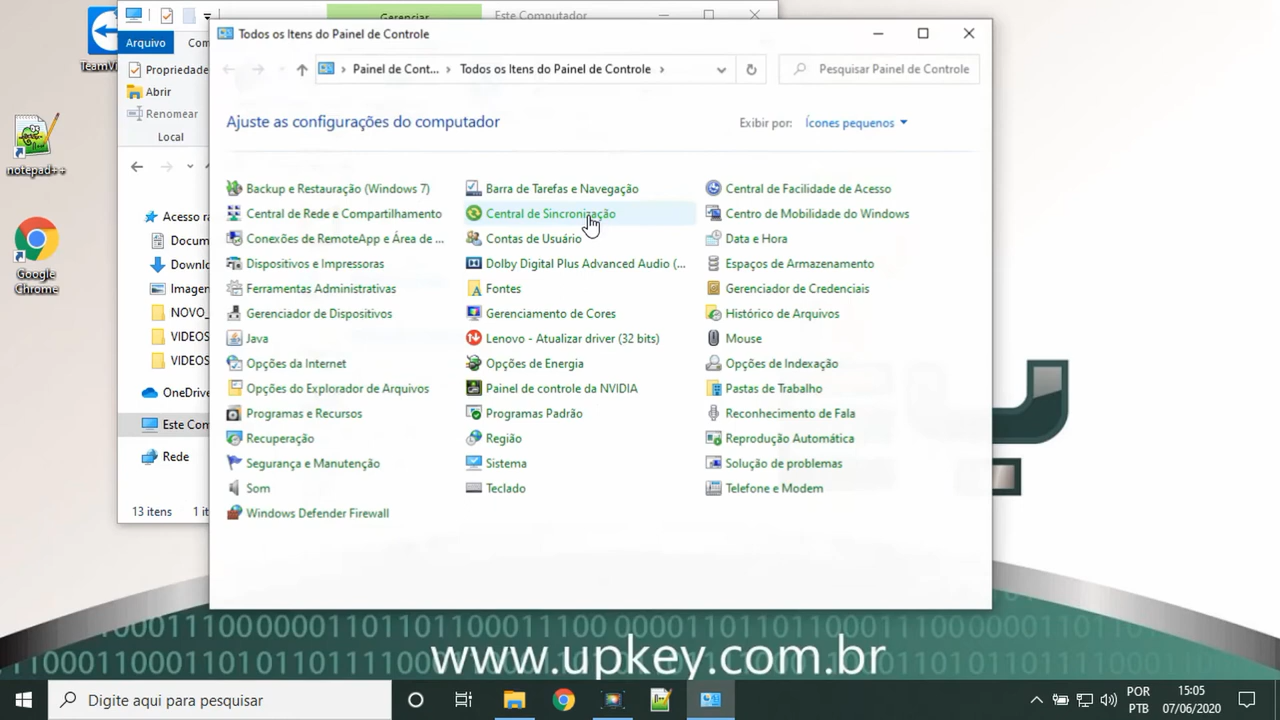 Gerenciar
Este Computador
TeamVi
Arquivo
Com
Propriedade
Abrir
Renomear
Local
notepad++
Google
Chrome
Acesso rá
Docum
Downlo
Imagen
NOVO_
VIDEOS
VIDEOS
OneDrive
Este Com
Rede
13 itens
1 it
Todos os Itens do Painel de Controle
Painel de Cont...
Todos os Itens do Painel de Controle
Pesquisar Painel de Controle
Ajuste as configurações do computador
Exibir por:
Ícones pequenos
Backup e Restauração (Windows 7)
Barra de Tarefas e Navegação
Central de Facilidade de Acesso
Central de Rede e Compartilhamento
Central de Sincronização
Centro de Mobilidade do Windows
Conexões de RemoteApp e Área de ...
Contas de Usuário
Data e Hora
Dispositivos e Impressoras
Dolby Digital Plus Advanced Audio (...
Espaços de Armazenamento
Ferramentas Administrativas
Fontes
Gerenciador de Credenciais
Gerenciador de Dispositivos
Gerenciamento de Cores
Histórico de Arquivos
Java
Lenovo - Atualizar driver (32 bits)
Mouse
Opções da Internet
Opções de Energia
Opções de Indexação
Opções do Explorador de Arquivos
Painel de controle da NVIDIA
Pastas de Trabalho
Programas e Recursos
Programas Padrão
Reconhecimento de Fala
Recuperação
Região
Reprodução Automática
Segurança e Manutenção
Sistema
Solução de problemas
Som
Teclado
Telefone e Modem
Windows Defender Firewall
www.upkey.com.br
Digite aqui para pesquisar
POR
PTB
15:05
07/06/2020